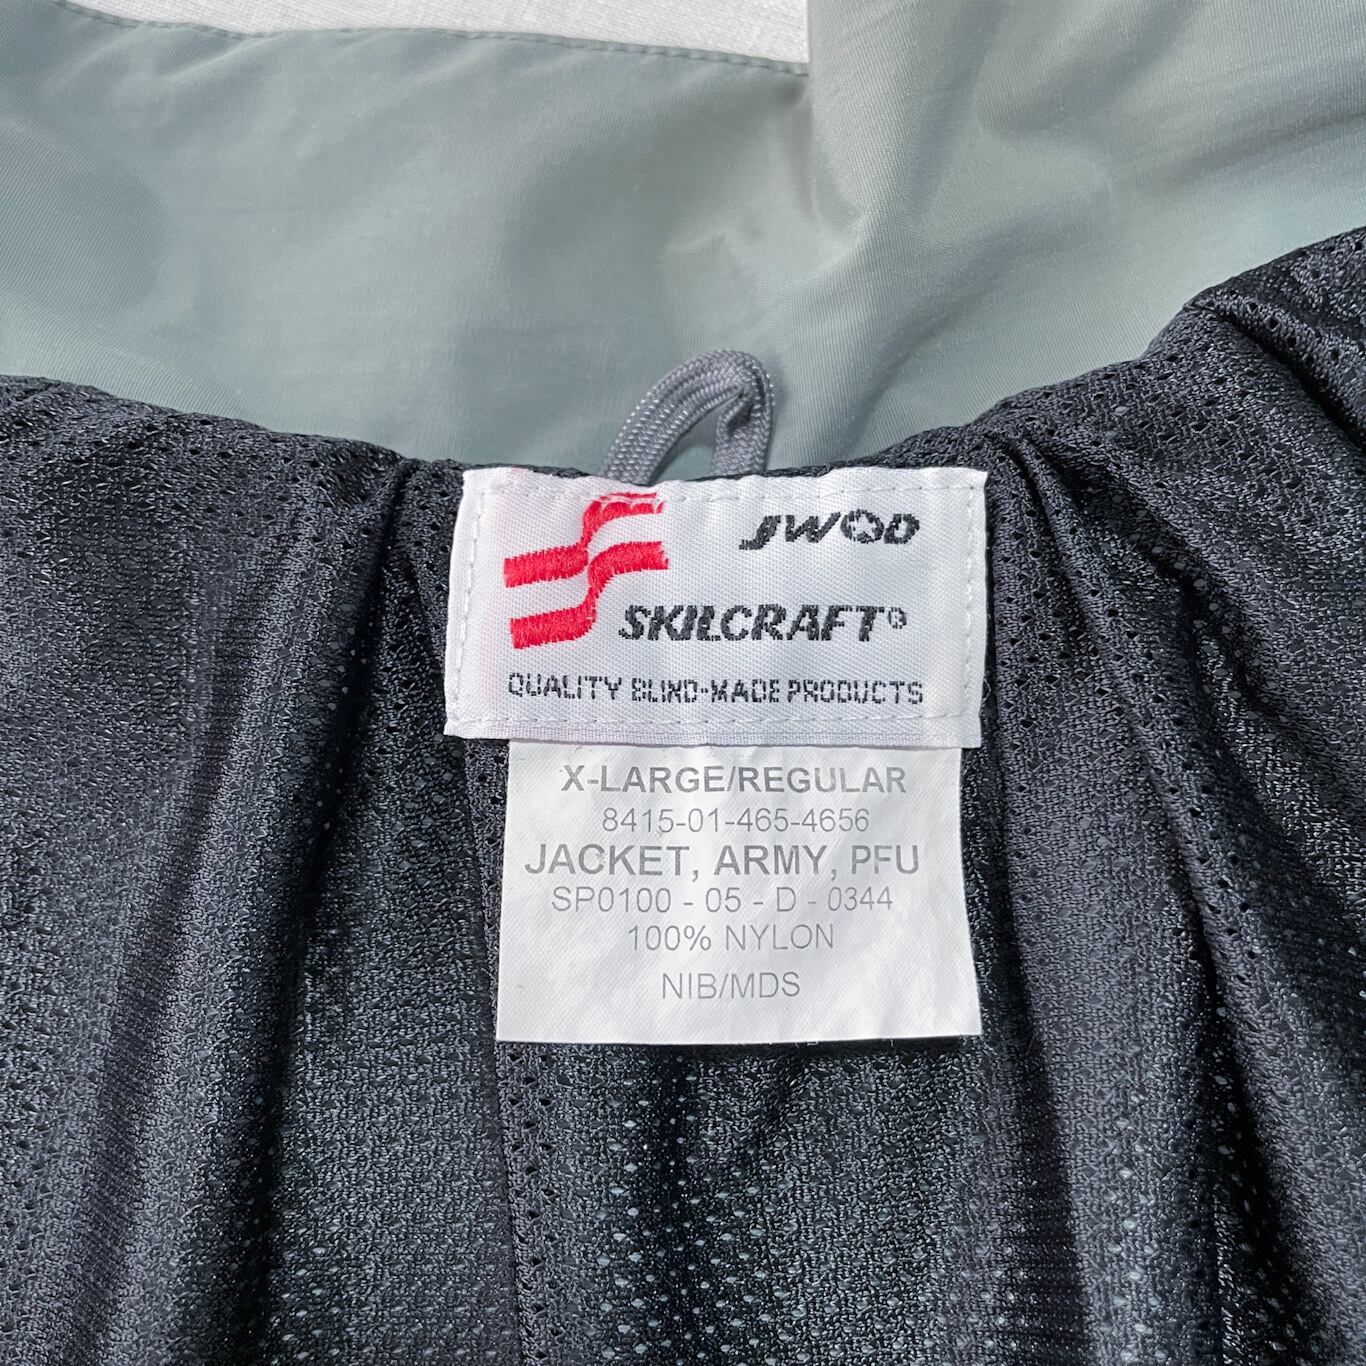 JWOD
SKILCRAFT®
QUALITY BLIND-MADE PRODUCTS
X-LARGE/REGULAR
8415-01-465-4656
JACKET, ARMY, PFU
SP0100 - 05 - D - 0344
100% NYLON
NIB/MDS